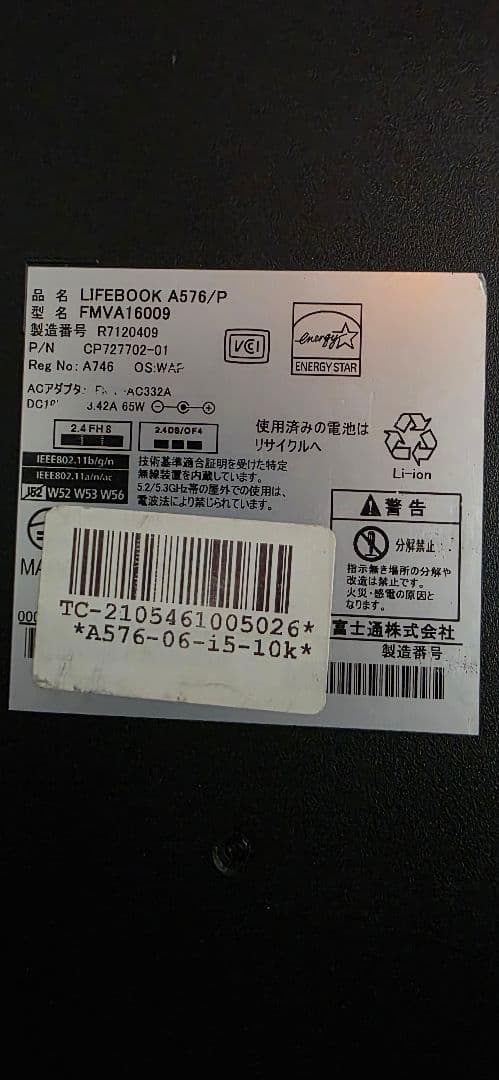 品 名 LIFEBOOK A576/P
型 名 FMVA16009
製造番号 R7120409
P/N CP727702-01
Reg No: A746 OS:WAP
VCCI
energy
ENERGY STAR
ACアダプタ: AC332A
3.42A 65W
2.4FH8
2.4DS/OF4
IEEE802.11b/g/n
IEEE802.11a/n/ac
J52 W52 W53 W56
技術基準適合証明を受けた特定
無線装置を内蔵しています。
5.2/5.3GHz帯の屋外での使用は、
電波法により禁じられています。
使用済みの電池は
リサイクルへ
Li-ion
警告
分解禁止
指示無き場所の分解や
改造は禁止です。
火災・感電の原因と
なります。
富士通株式会社
製造番号
TC-2105461005026*
*A576-06-i5-10k*